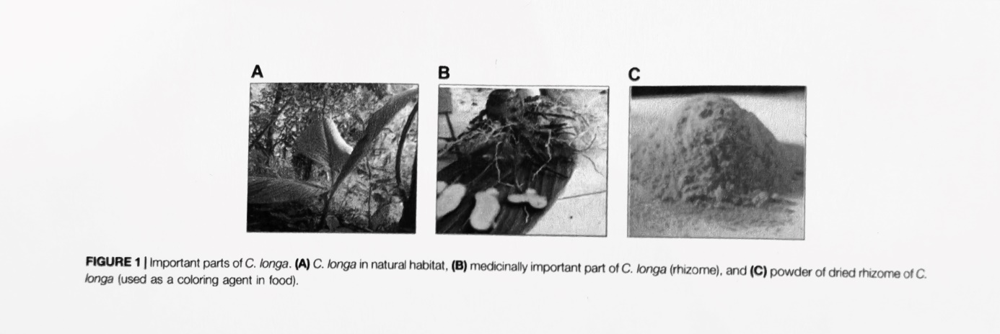 A B C
FIGURE 1 | Important parts of C. longa. (A) C. longa in natural habitat, (B) medicinally important part of C. longa (rhizome), and (C) powder of dried rhizome of C.
longa (used as a coloring agent in food).